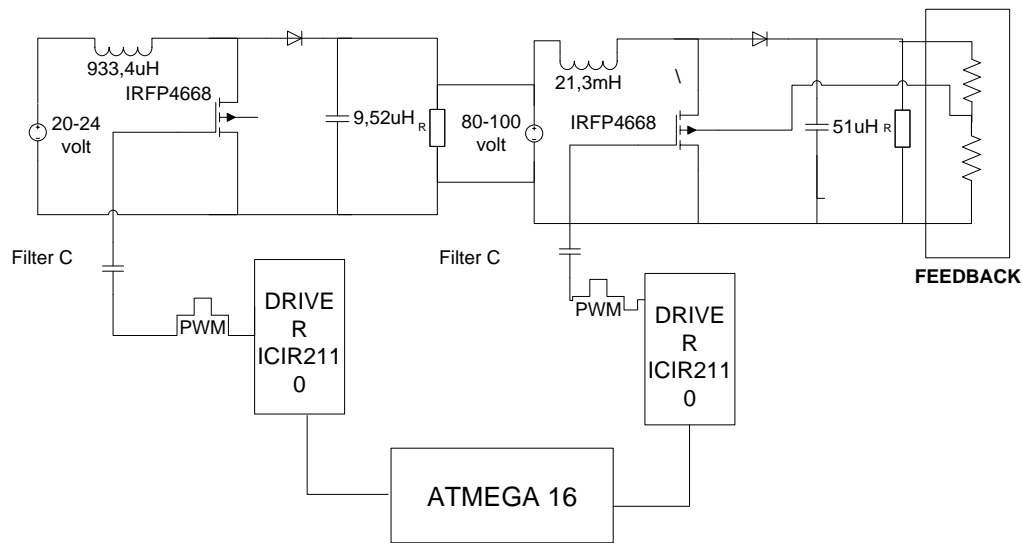 933,4uH
IRFP4668
20-24
volt
9,52uH
R
Filter C
PWM
DRIVE
R
ICIR211
0
80-100
volt
21,3mH
\
IRFP4668
51uH
R
FEEDBACK
Filter C
PWM
DRIVE
R
ICIR211
0
ATMEGA 16